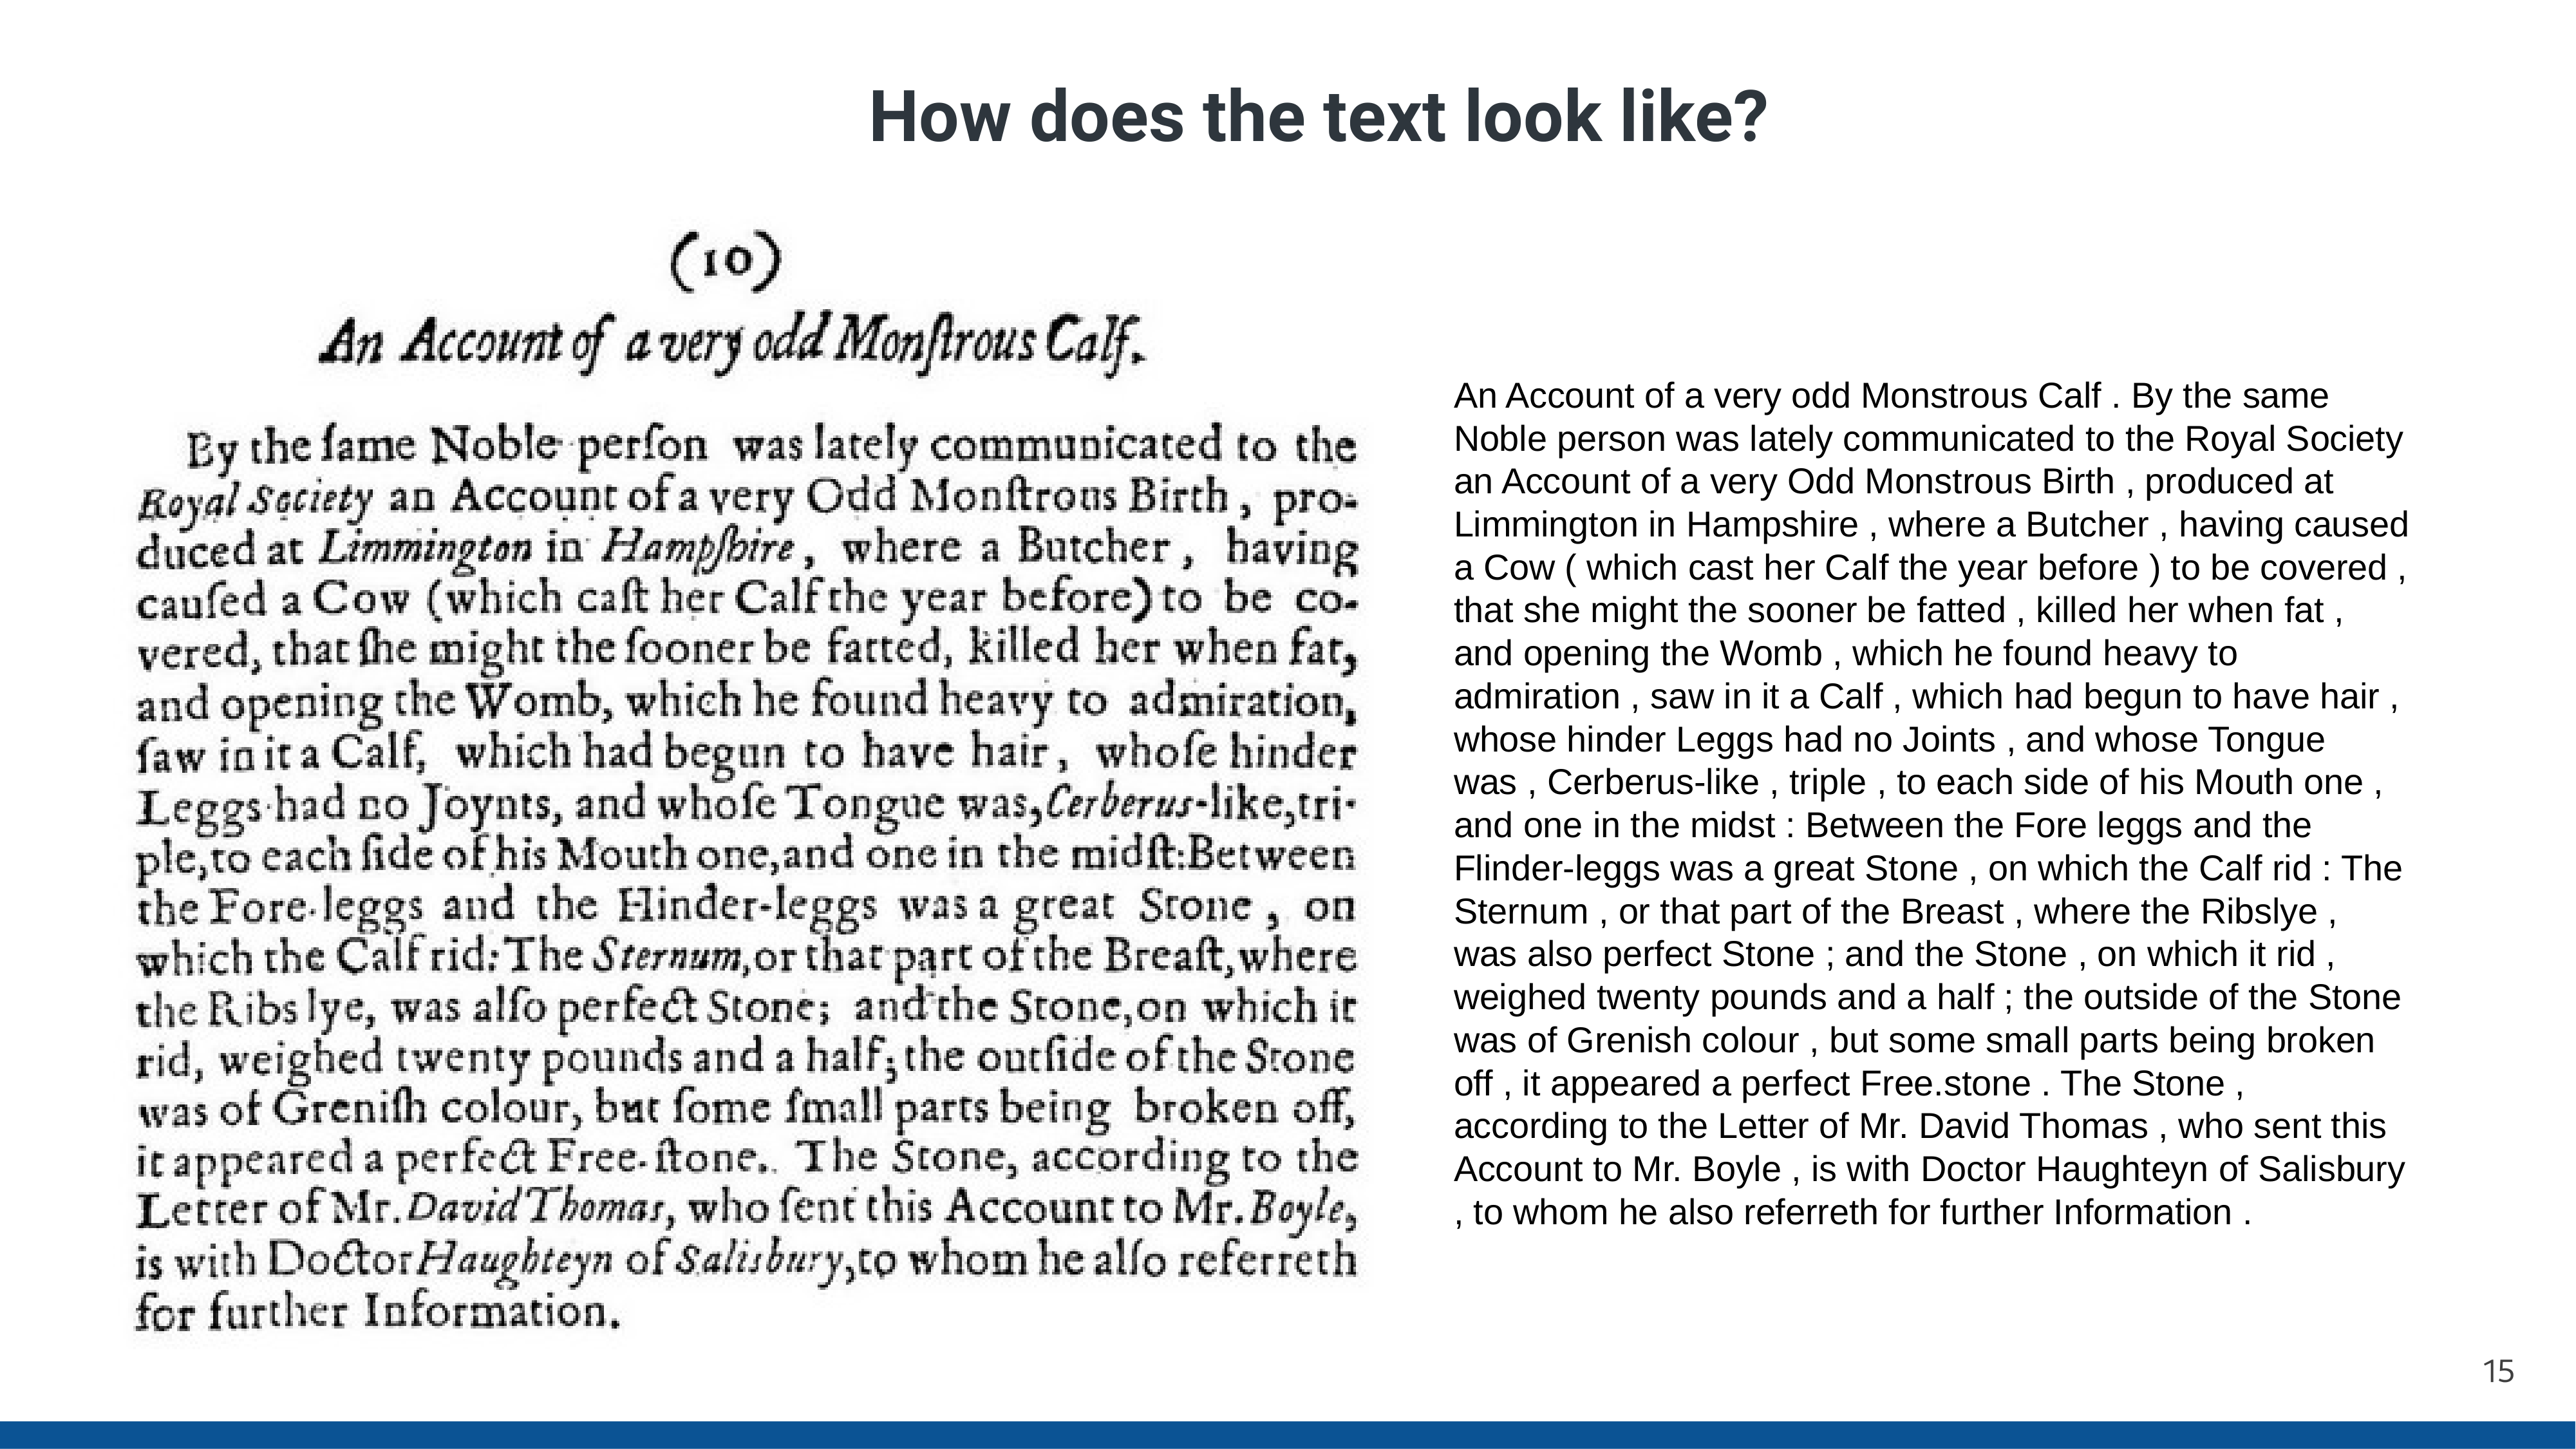 How does the text look like?
(10)
An Account of a very odd Monſtrous Calf.
By the ſame Noble perſon was lately communicated to the
Royal Society an Account of a very Odd Monſtrous Birth, pro-
duced at Limmington in Hampſhire, where a Butcher, having
cauſed a Cow (which caſt her Calf the year before) to be co-
vered, that ſhe might the ſooner be fatted, killed her when fat,
and opening the Womb, which he found heavy to admiration,
ſaw in it a Calf, which had begun to have hair, whoſe hinder
Leggs had no Joynts, and whoſe Tongue was, Cerberus-like, tri-
ple, to each ſide of his Mouth one, and one in the midſt: Between
the Fore-leggs and the Hinder-leggs was a great Stone, on
which the Calf rid: The Sternum, or that part of the Breaſt, where
the Ribs lye, was alſo perfect Stone; and the Stone, on which it
rid, weighed twenty pounds and a half; the outſide of the Stone
was of Greniſh colour, but ſome ſmall parts being broken off,
it appeared a perfect Free-ſtone. The Stone, according to the
Letter of Mr. David Thomas, who ſent this Account to Mr. Boyle,
is with Doctor Haughteyn of Salisbury, to whom he alſo referreth
for further Information.
An Account of a very odd Monstrous Calf . By the same
Noble person was lately communicated to the Royal Society
an Account of a very Odd Monstrous Birth , produced at
Limmington in Hampshire , where a Butcher , having caused
a Cow ( which cast her Calf the year before ) to be covered ,
that she might the sooner be fatted , killed her when fat ,
and opening the Womb , which he found heavy to
admiration , saw in it a Calf , which had begun to have hair ,
whose hinder Leggs had no Joints , and whose Tongue
was , Cerberus-like , triple , to each side of his Mouth one ,
and one in the midst : Between the Fore leggs and the
Flinder-leggs was a great Stone , on which the Calf rid : The
Sternum , or that part of the Breast , where the Ribslye ,
was also perfect Stone ; and the Stone , on which it rid ,
weighed twenty pounds and a half ; the outside of the Stone
was of Grenish colour , but some small parts being broken
off , it appeared a perfect Free.stone . The Stone ,
according to the Letter of Mr. David Thomas , who sent this
Account to Mr. Boyle , is with Doctor Haughteyn of Salisbury
, to whom he also referreth for further Information .
15